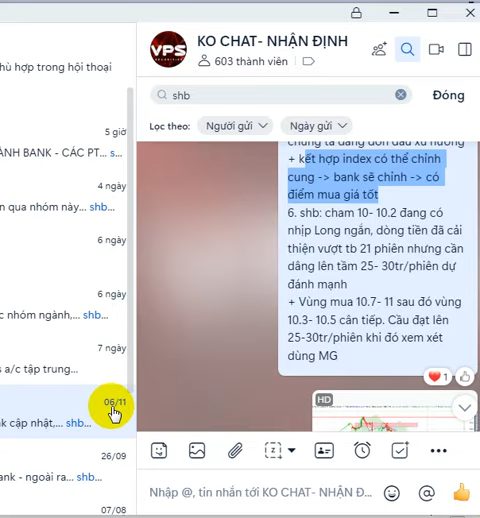 hù hợp trong hội thoại
5 giờ
ÀNH BANK - CÁC PT... s...
4 ngày
n qua nhóm này... shb...
6 ngày
6 ngày
c nhóm ngành,... shb...
7 ngày
s a/c tập trung...
06/11
nk cập nhật,... shb...
26/09
ank - ngoài ra... shb...
07/08
VPS
SECURITIES
KO CHAT- NHẬN ĐỊNH
603 thành viên
shb
Đóng
Lọc theo:
Người gửi
Ngày gửi
chúng ta đang đón đầu xu hướng
+ kết hợp index có thể chỉnh
cung -> bank sẽ chỉnh -> có
điểm mua giá tốt
6. shb: cham 10- 10.2 đang có
nhịp Long ngắn, dòng tiền đã cải
thiện vượt tb 21 phiên nhưng cần
dâng lên tầm 25- 30tr/phiên dự
đánh mạnh
+ Vùng mua 10.7- 11 sau đó vùng
10.3- 10.5 cân tiếp. Cầu đạt lên
25-30tr/phiên khi đó xem xét
dùng MG
1
HD
Nhập @, tin nhắn tới KO CHAT- NHẬN Đ...